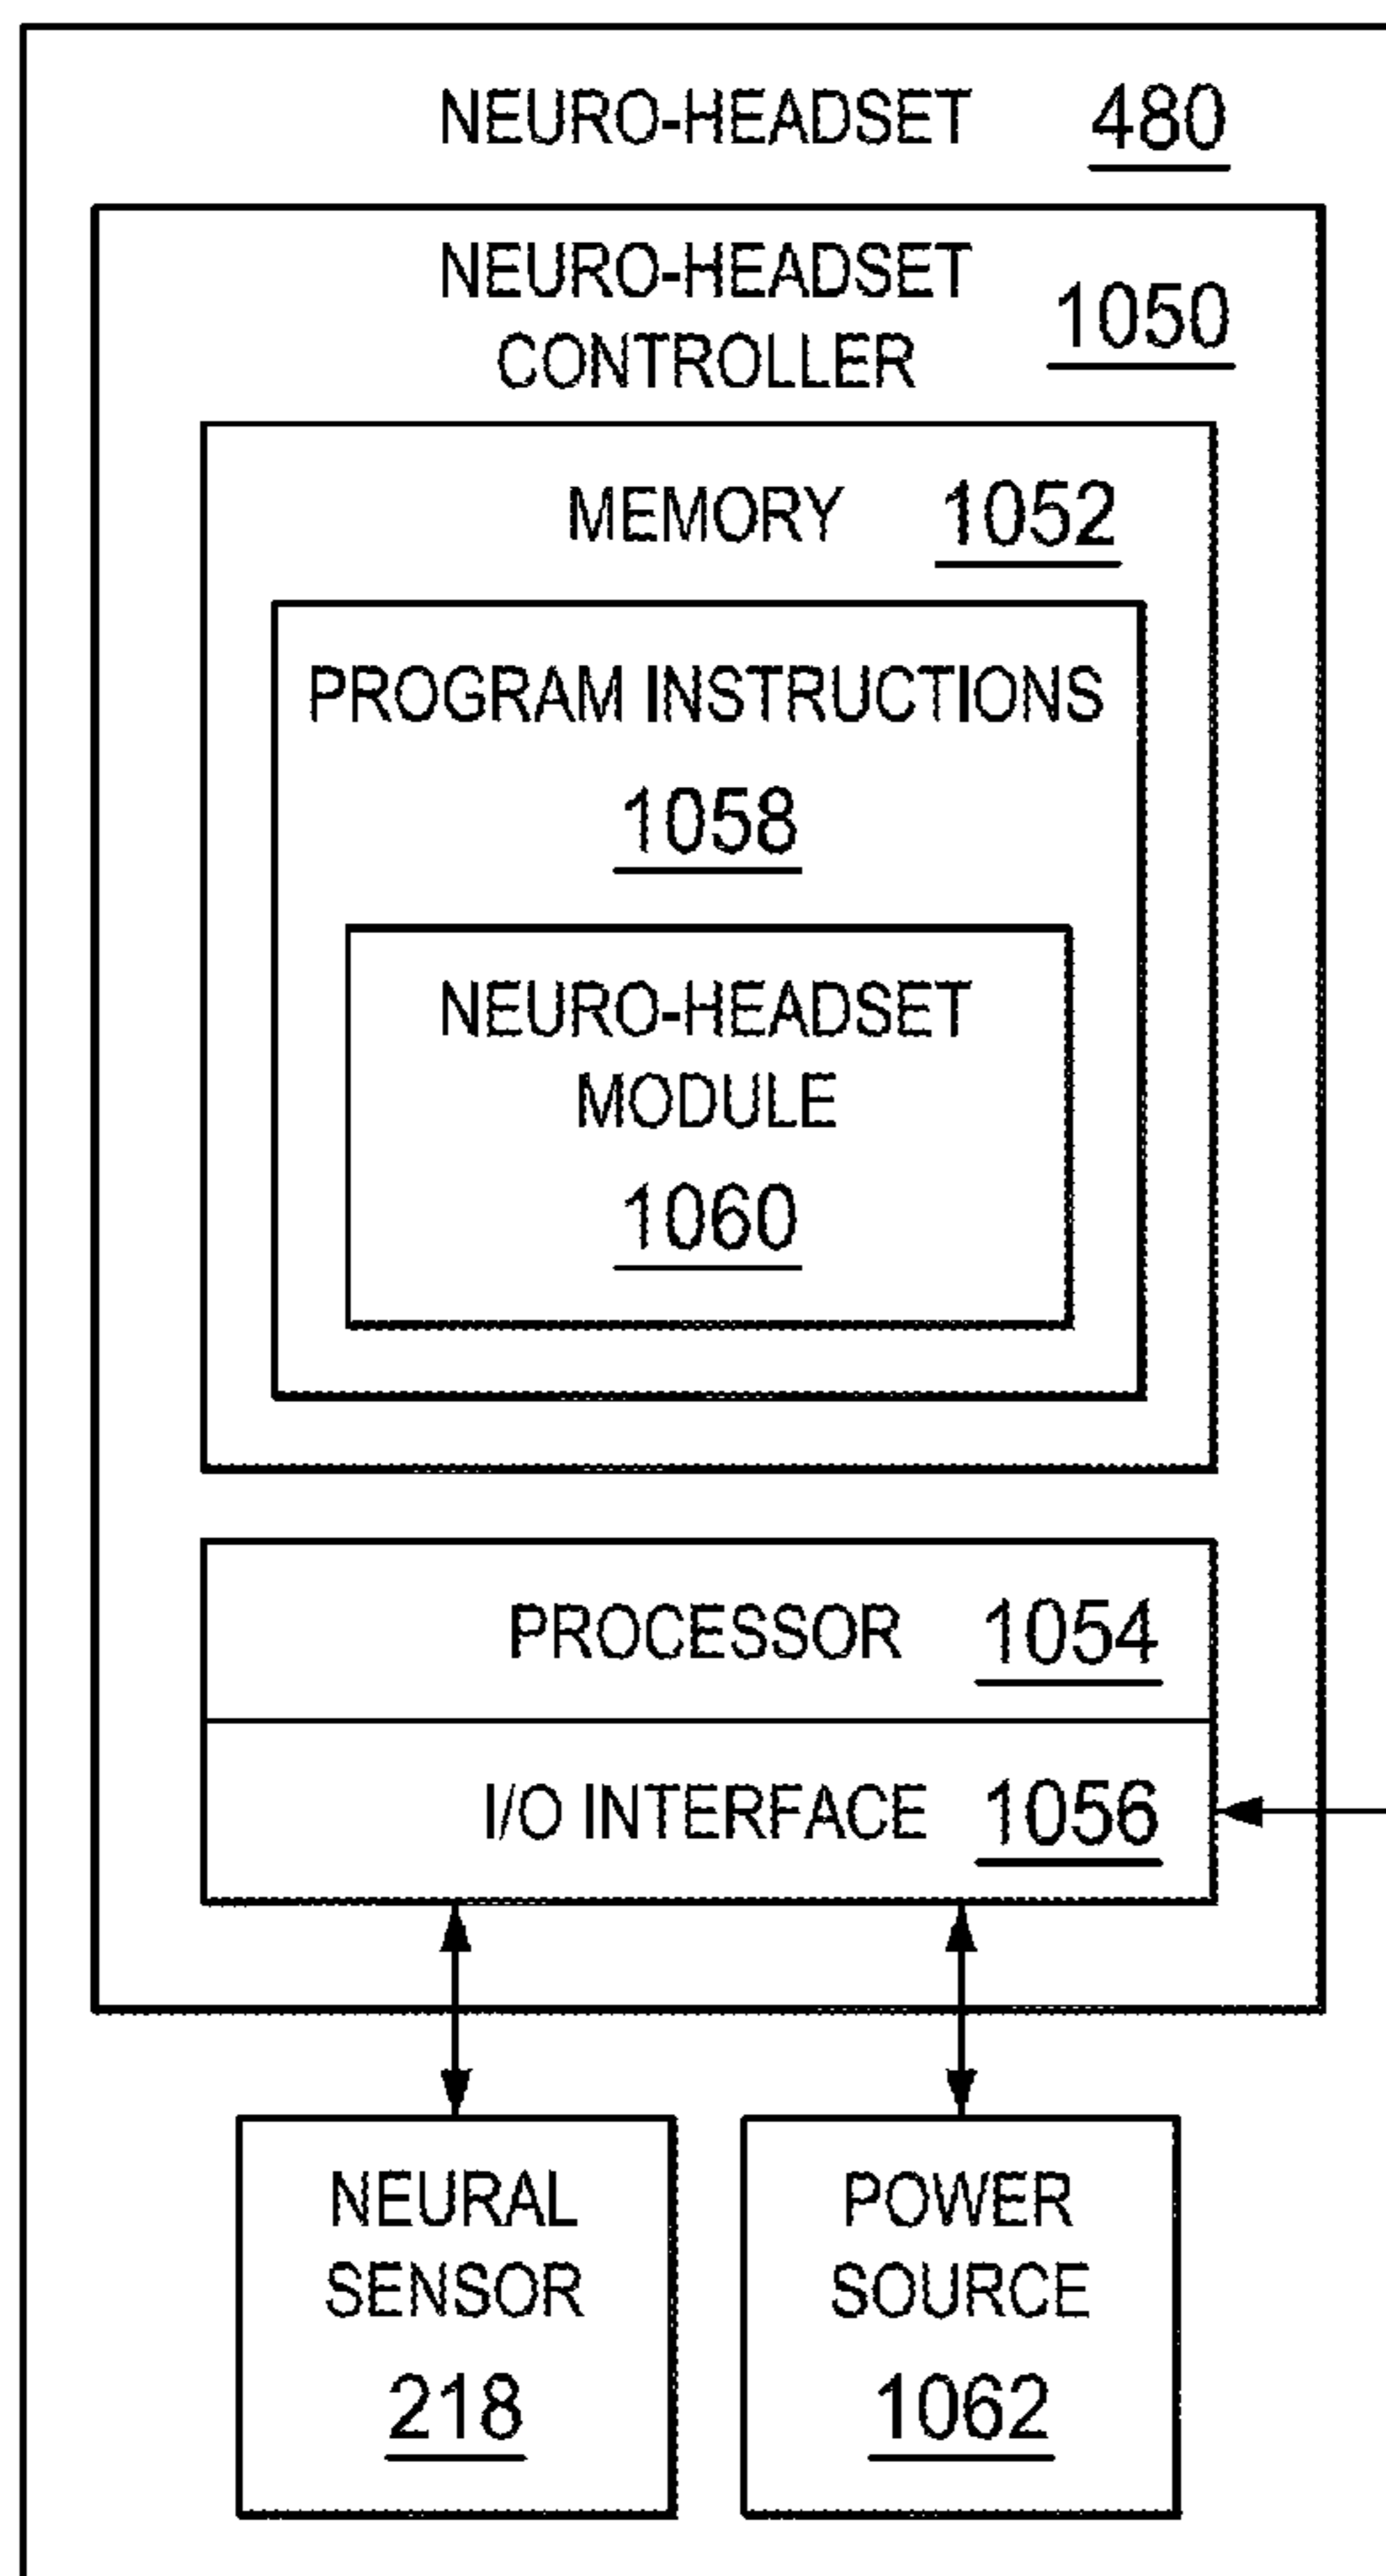 NEURO-HEADSET 480
NEURO-HEADSET
CONTROLLER 1050
MEMORY 1052
PROGRAM INSTRUCTIONS
1058
NEURO-HEADSET
MODULE
1060
PROCESSOR 1054
I/O INTERFACE 1056
NEURAL
SENSOR
218
POWER
SOURCE
1062